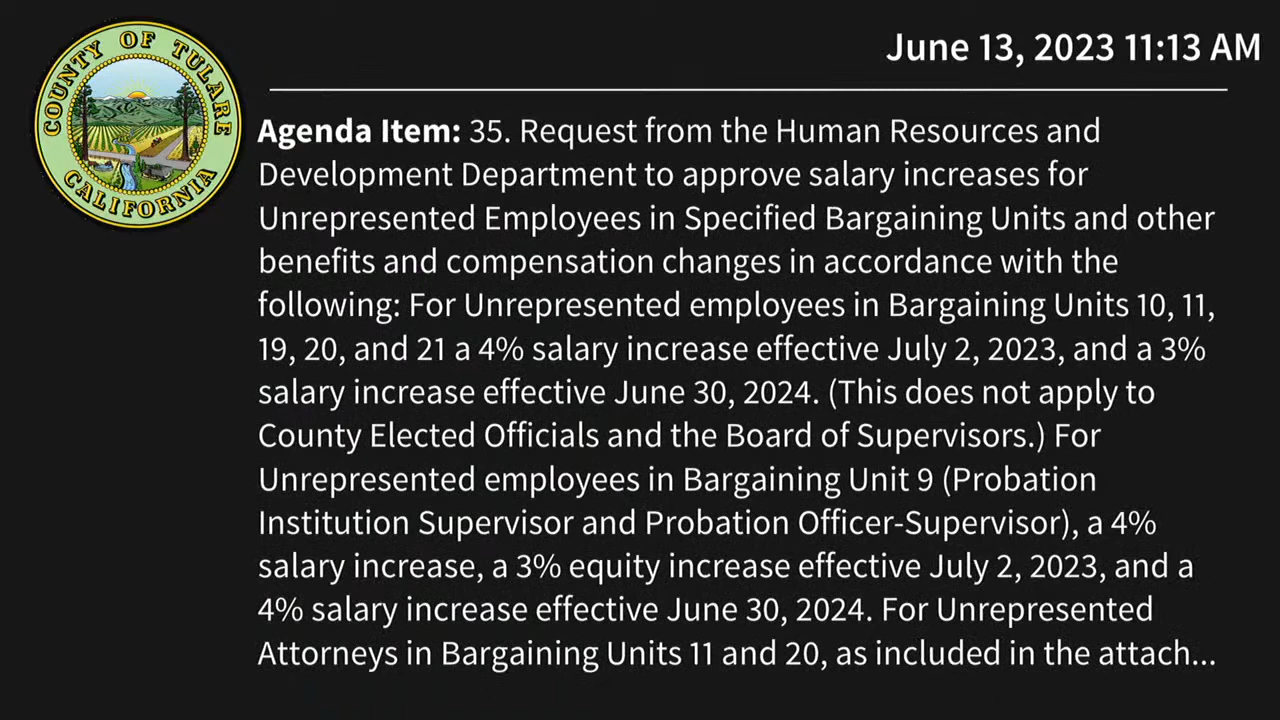 COUNTY OF TULARE
CALIFORNIA
June 13, 2023 11:13 AM
Agenda Item: 35. Request from the Human Resources and
Development Department to approve salary increases for
Unrepresented Employees in Specified Bargaining Units and other
benefits and compensation changes in accordance with the
following: For Unrepresented employees in Bargaining Units 10, 11,
19, 20, and 21 a 4% salary increase effective July 2, 2023, and a 3%
salary increase effective June 30, 2024. (This does not apply to
County Elected Officials and the Board of Supervisors.) For
Unrepresented employees in Bargaining Unit 9 (Probation
Institution Supervisor and Probation Officer-Supervisor), a 4%
salary increase, a 3% equity increase effective July 2, 2023, and a
4% salary increase effective June 30, 2024. For Unrepresented
Attorneys in Bargaining Units 11 and 20, as included in the attach...